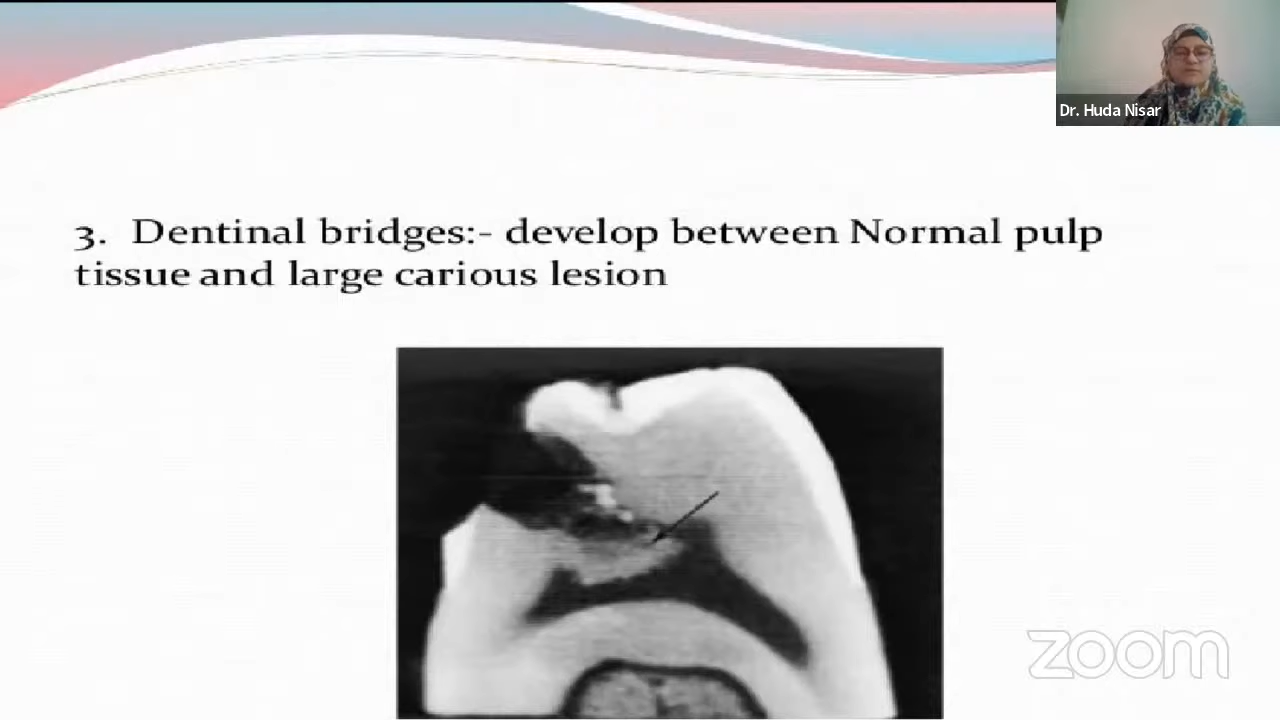 Dr. Huda Nisar
3. Dentinal bridges:- develop between Normal pulp
tissue and large carious lesion
zoom